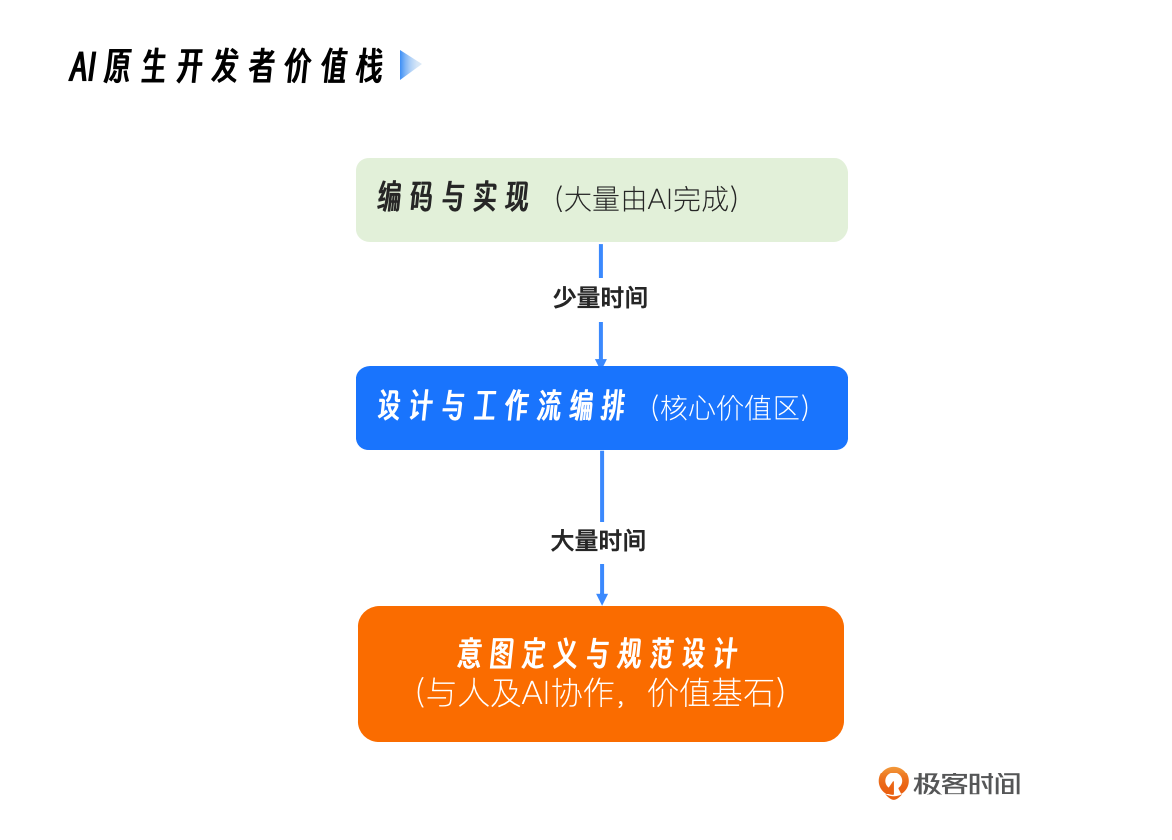 AI原生开发者价值栈
编码与实现（大量由AI完成）
少量时间
设计与工作流编排（核心价值区）
大量时间
意图定义与规范设计
（与人及AI协作，价值基石）
极客时间